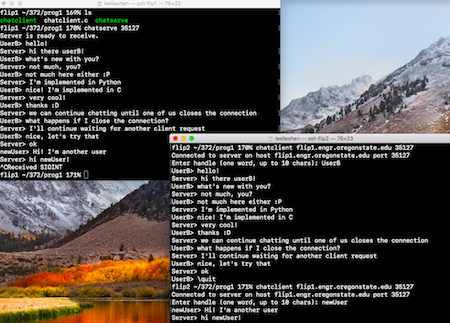 leslieshen — ssh flip1 — 76×23
flip1 ~/372/prog1 169% ls
chatclient  chatclient.c  chatserve
flip1 ~/372/prog1 170% chatserve 35127
Server is ready to receive.
UserB> hello!
Server> hi there userB!
UserB> what's new with you?
Server> not much, you?
UserB> not much here either :P
Server> I'm implemented in Python
UserB> nice! I'm implemented in C
Server> very cool!
UserB> thanks :D
Server> we can continue chatting until one of us closes the connection
UserB> what happens if I close the connection?
Server> I'll continue waiting for another client request
UserB> nice, let's try that
Server> ok
newUser> Hi! I'm another user
Server> hi newUser!
^CReceived SIGINT
flip1 ~/372/prog1 171%
leslieshen — ssh flip2 — 76×23
flip2 ~/372/prog1 170% chatclient flip1.engr.oregonstate.edu 35127
Connected to server on host flip1.engr.oregonstate.edu port 35127
Enter handle (one word, up to 10 chars): UserB
UserB> hello!
Server> hi there userB!
UserB> what's new with you?
Server> not much, you?
UserB> not much here either :P
Server> I'm implemented in Python
UserB> nice! I'm implemented in C
Server> very cool!
UserB> thanks :D
Server> we can continue chatting until one of us closes the connection
UserB> what happens if I close the connection?
Server> I'll continue waiting for another client request
UserB> nice, let's try that
Server> ok
UserB> \quit
flip2 ~/372/prog1 171% chatclient flip1.engr.oregonstate.edu 35127
Connected to server on host flip1.engr.oregonstate.edu port 35127
Enter handle (one word, up to 10 chars): newUser
newUser> Hi! I'm another user
Server> hi newUser!